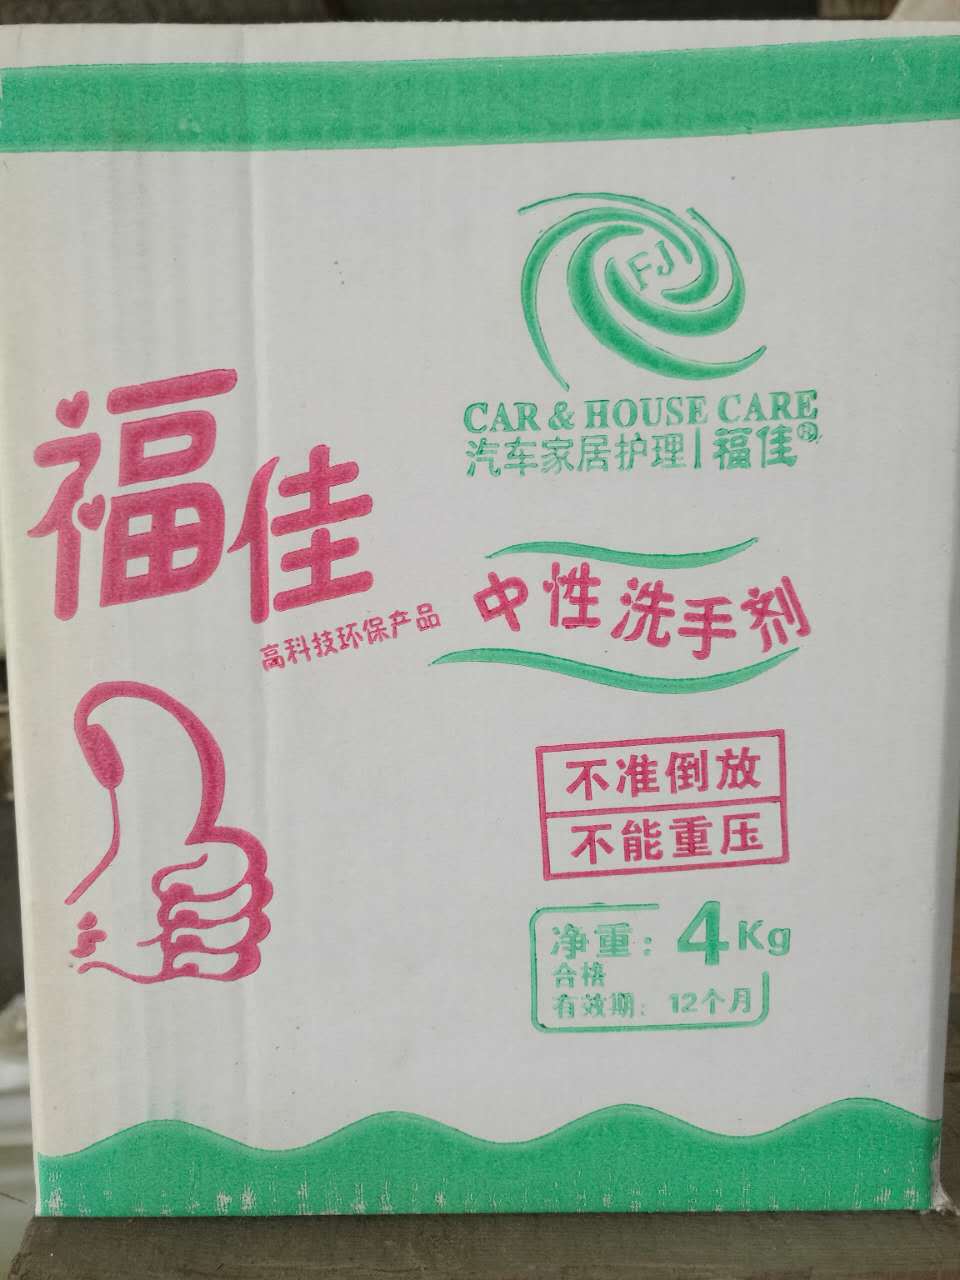 FJ
CAR & HOUSE CARE
汽车家居护理|福佳®
福佳
高科技环保产品
中性洗手剂
不准倒放
不能重压
净重:4Kg
合格
有效期:12个月